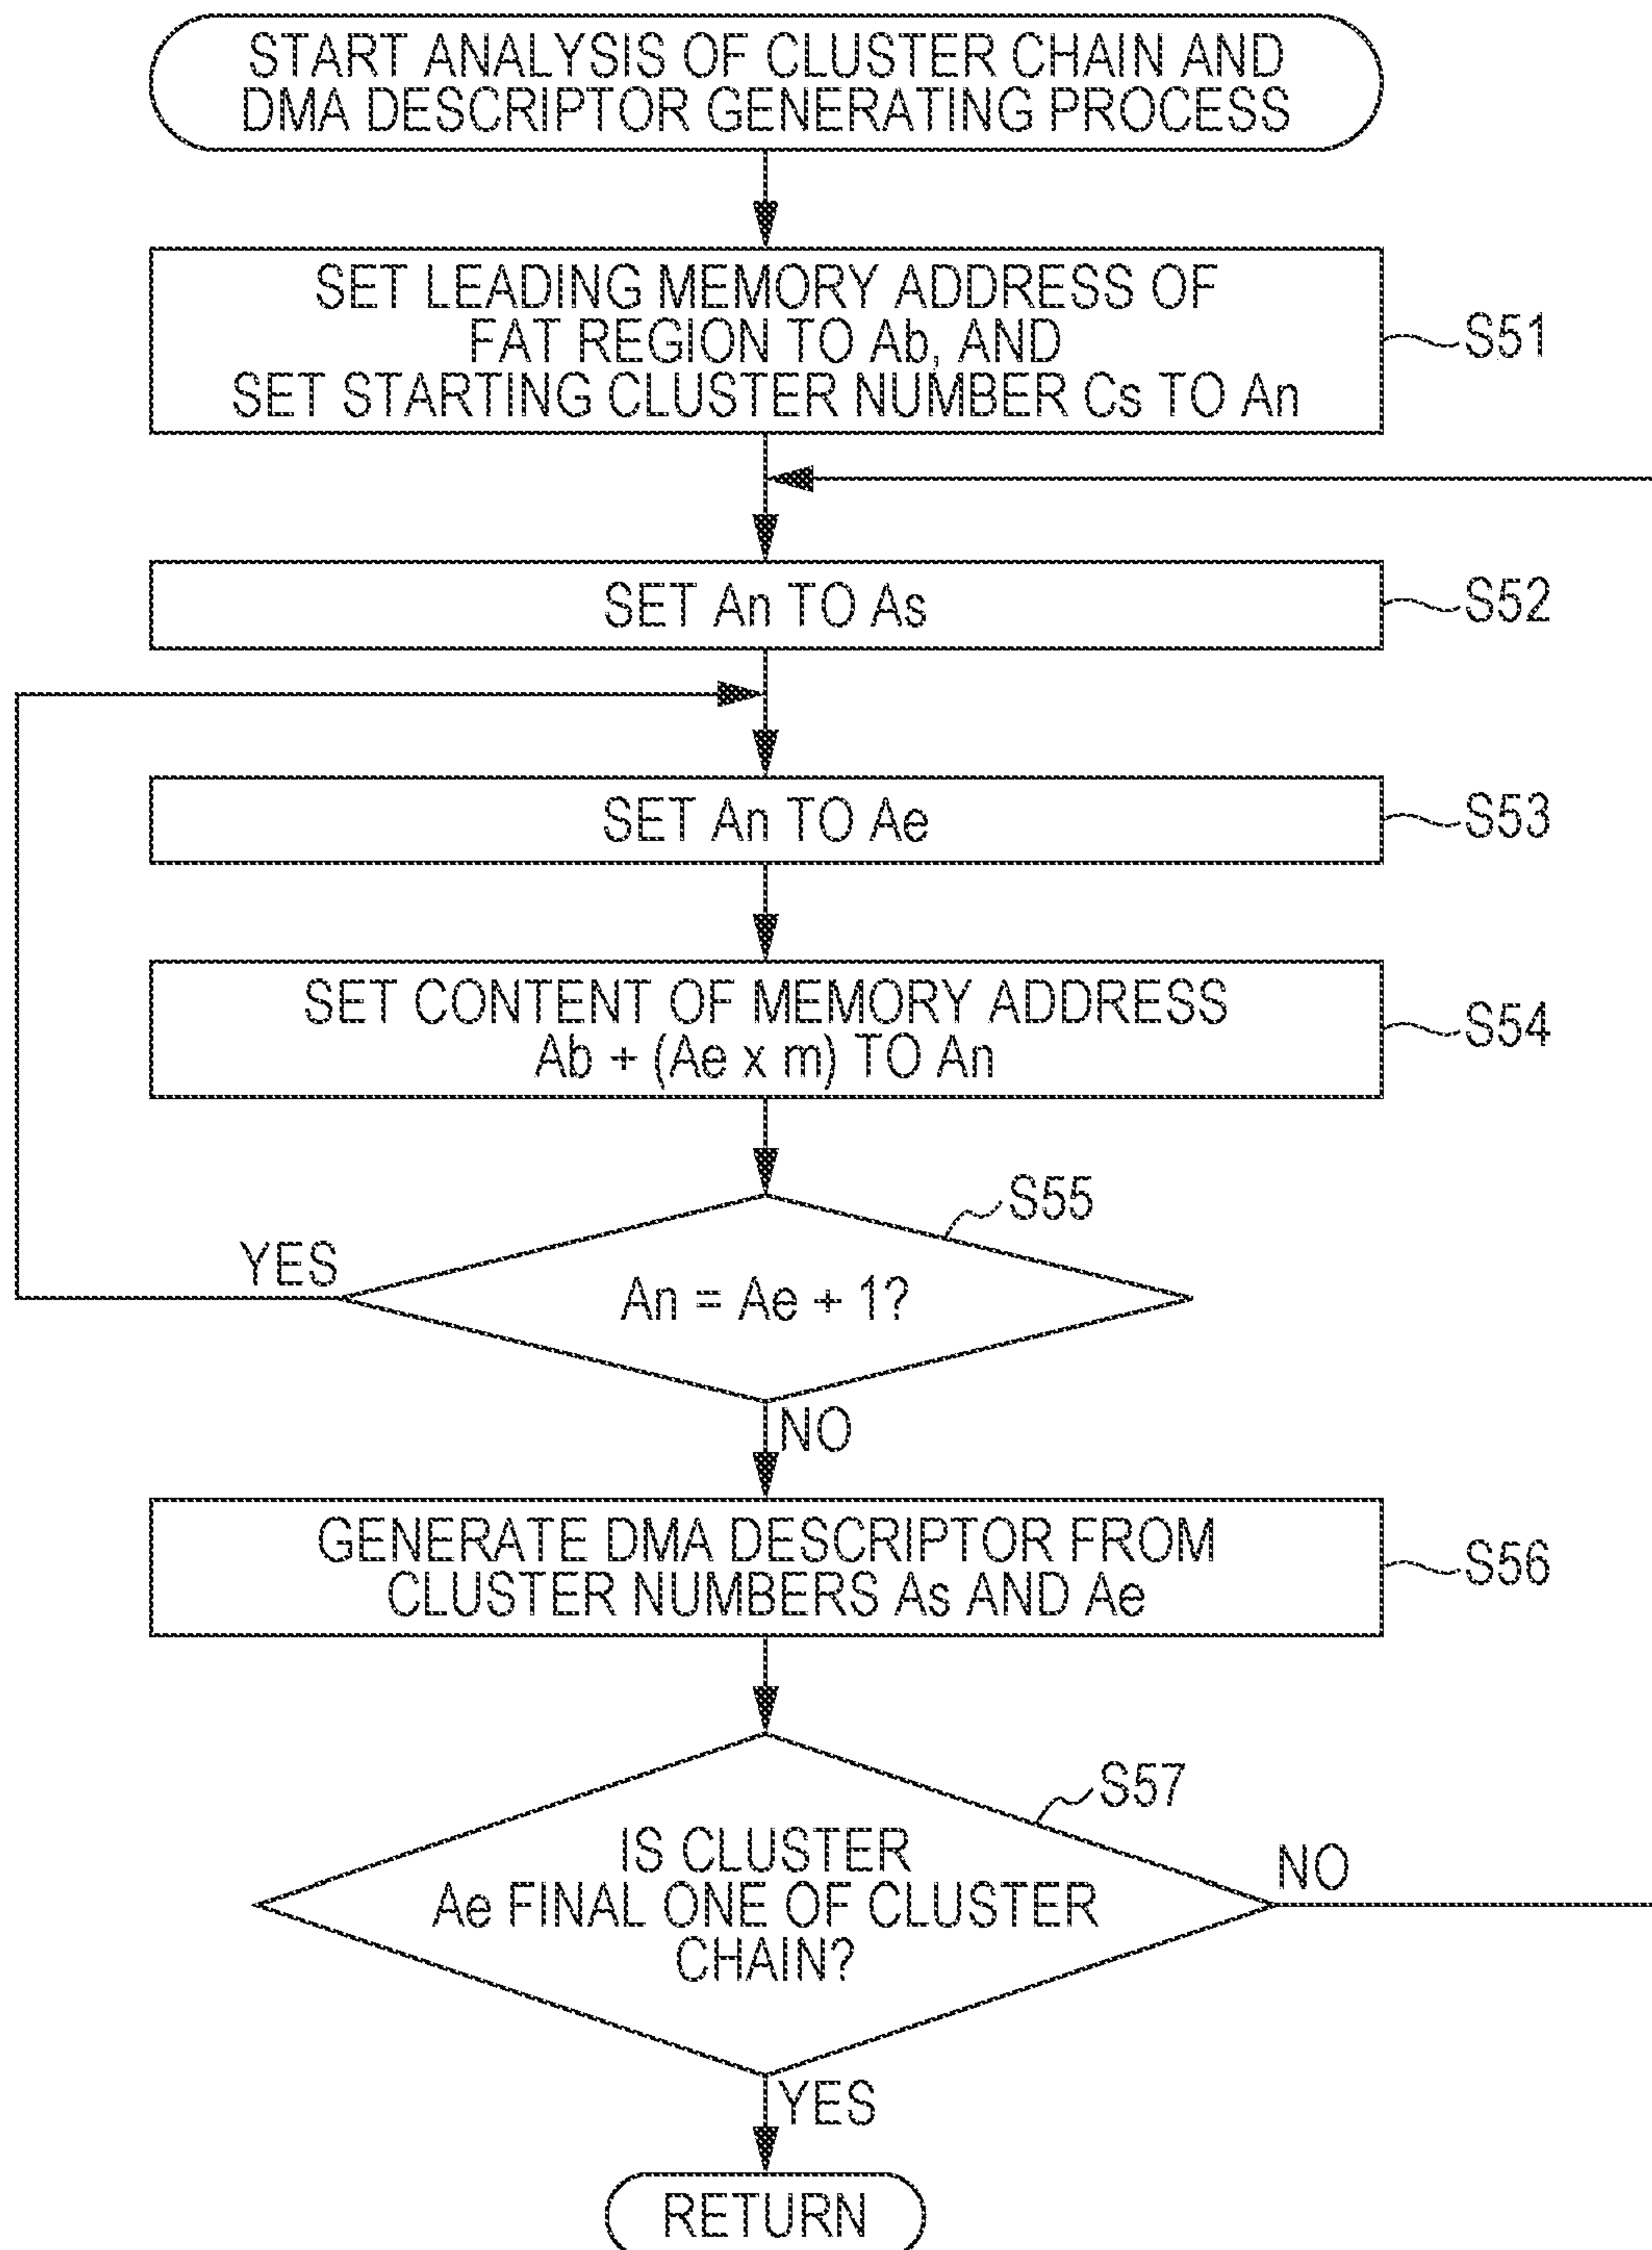 START ANALYSIS OF CLUSTER CHAIN AND
DMA DESCRIPTOR GENERATING PROCESS
SET LEADING MEMORY ADDRESS OF
FAT REGION TO Ab, AND
SET STARTING CLUSTER NUMBER Cs TO An
S51
SET An TO As
S52
SET An TO Ae
S53
SET CONTENT OF MEMORY ADDRESS
Ab + (Ae x m) TO An
S54
S55
YES
An = Ae + 1?
NO
GENERATE DMA DESCRIPTOR FROM
CLUSTER NUMBERS As AND Ae
S56
S57
IS CLUSTER
Ae FINAL ONE OF CLUSTER
CHAIN?
NO
YES
RETURN